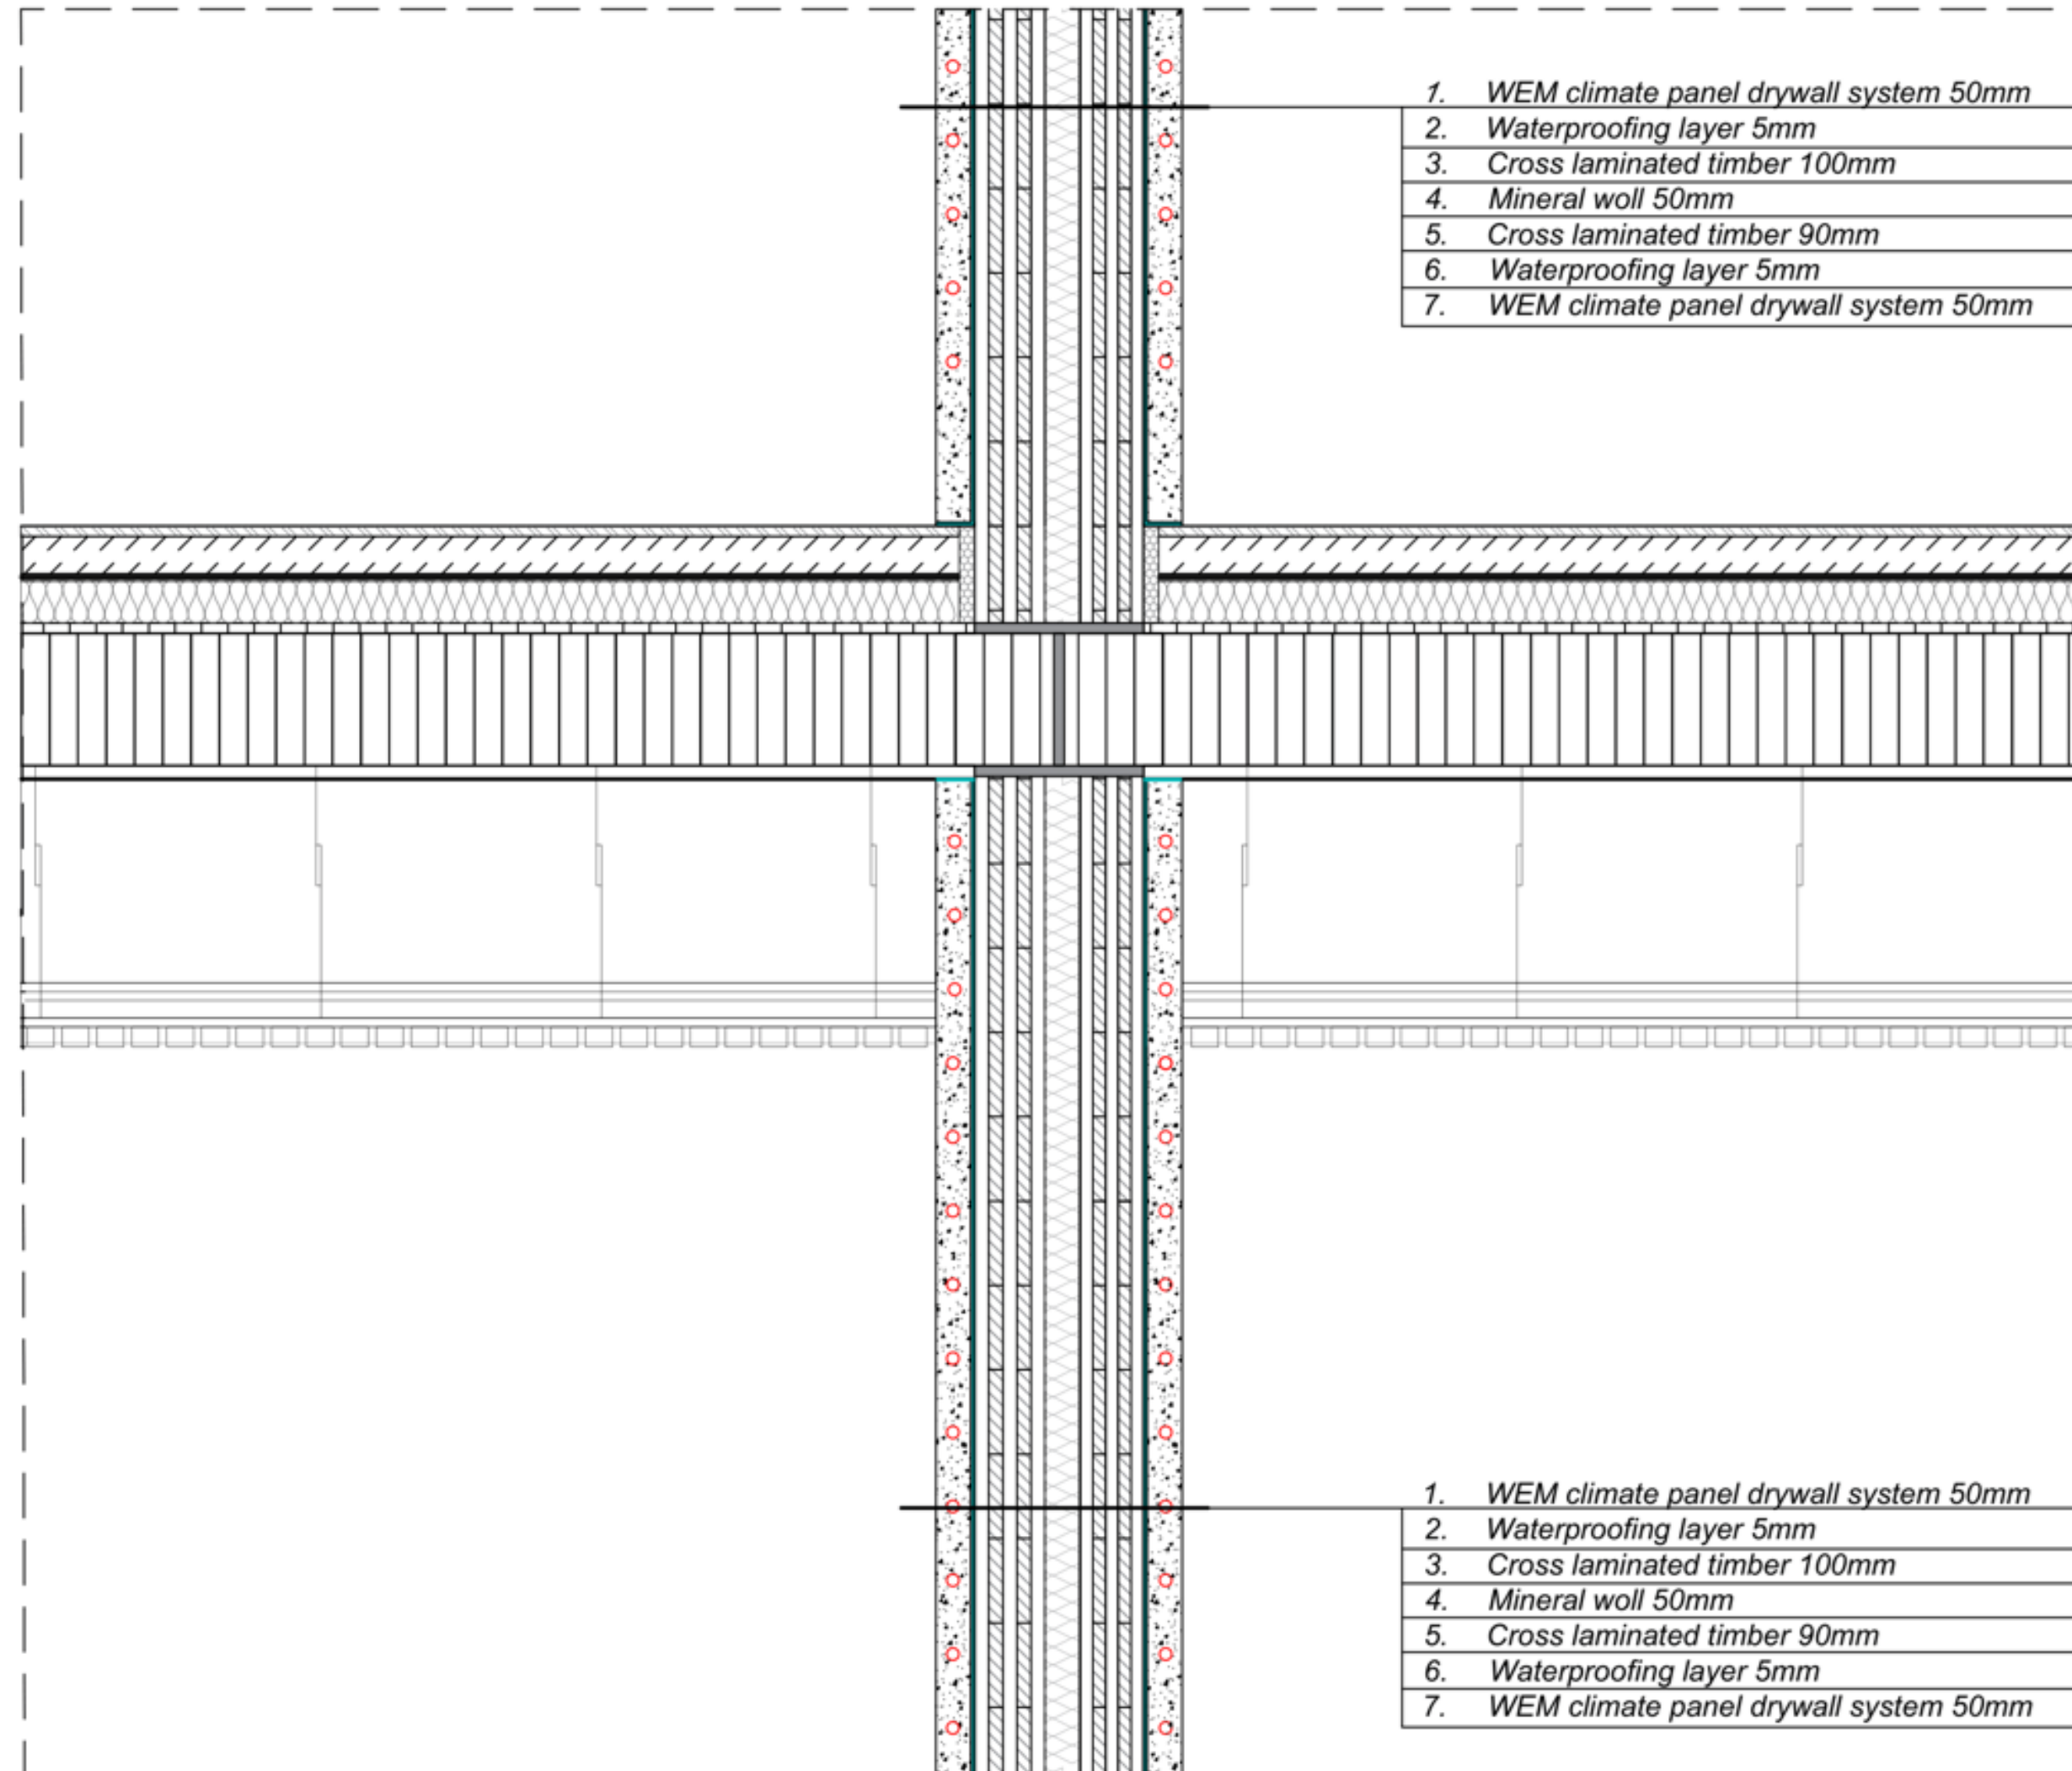 1. WEM climate panel drywall system 50mm
2. Waterproofing layer 5mm
3. Cross laminated timber 100mm
4. Mineral woll 50mm
5. Cross laminated timber 90mm
6. Waterproofing layer 5mm
7. WEM climate panel drywall system 50mm
1. WEM climate panel drywall system 50mm
2. Waterproofing layer 5mm
3. Cross laminated timber 100mm
4. Mineral woll 50mm
5. Cross laminated timber 90mm
6. Waterproofing layer 5mm
7. WEM climate panel drywall system 50mm